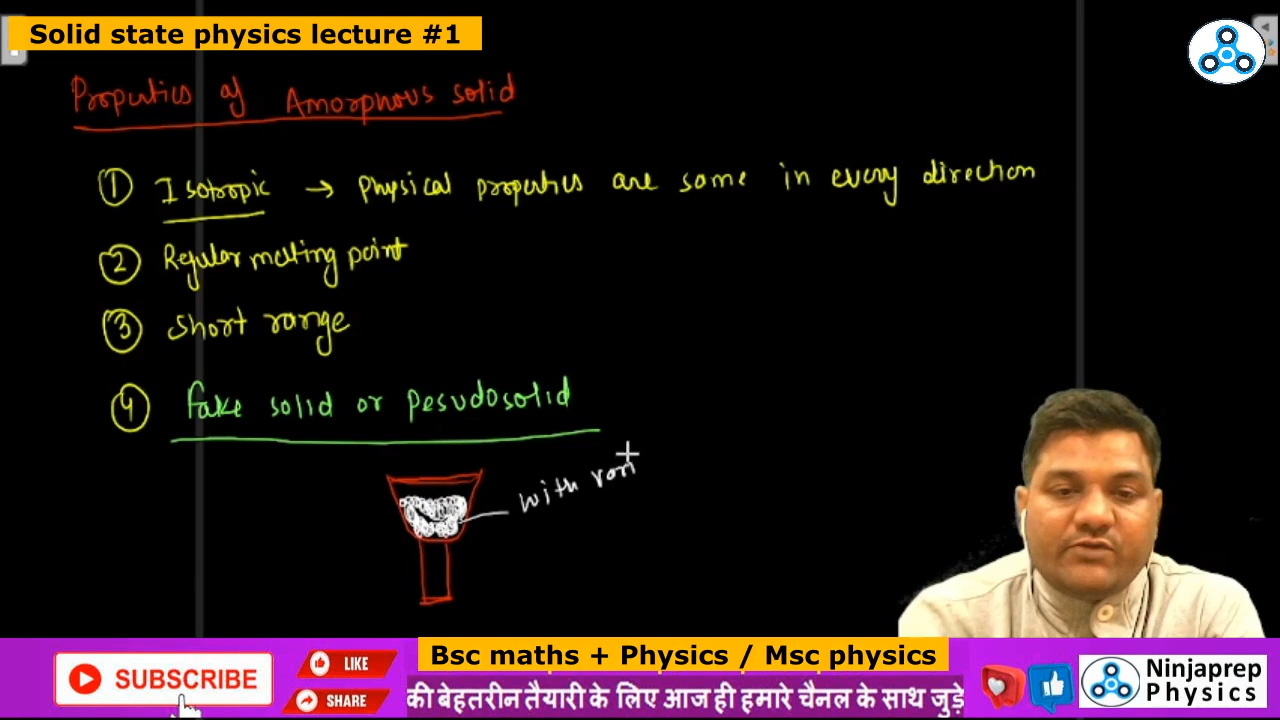 Solid state physics lecture #1
Properties of Amorphous solid
① Isotropic → Physical properties are same in every direction
② Regular melting point
③ Short range
④ Fake solid or pesudosolid
with vari
SUBSCRIBE
LIKE
SHARE
Bsc maths + Physics / Msc physics
की बेहतरीन तैयारी के लिए आज ही हमारे चैनल के साथ जुड़े
Ninjaprep
Physics